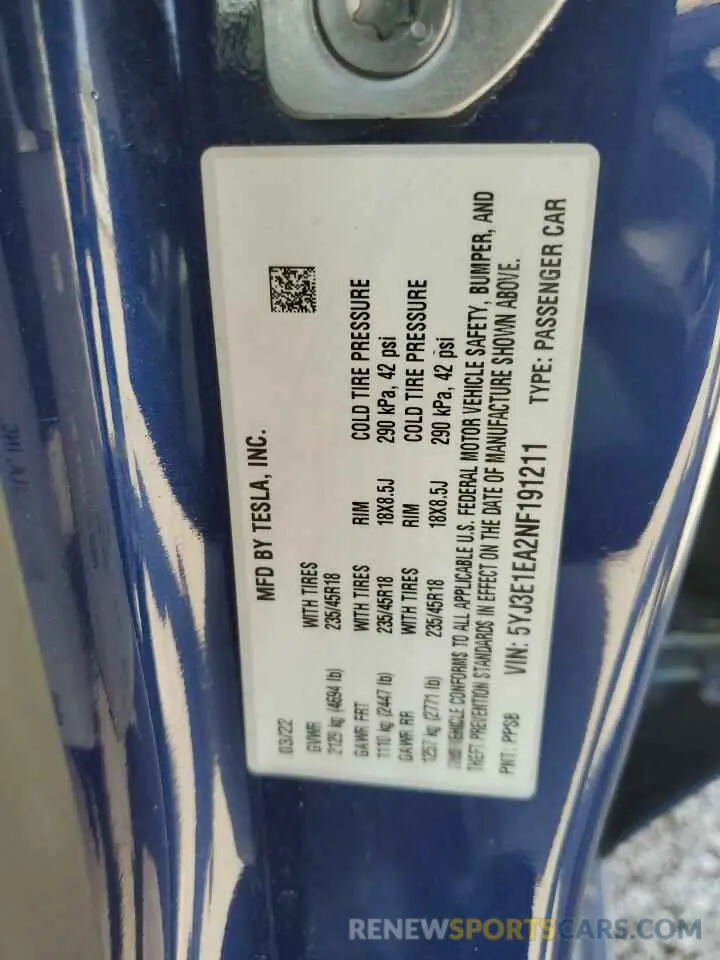 MFD BY TESLA, INC.
03/22
GVWR WITH TIRES
2129 kg (4694 lb) 235/45R18
GAWR FRT WITH TIRES RIM COLD TIRE PRESSURE
1110 kg (2447 lb) 235/45R18 18X8.5J 290 kPa, 42 psi
GAWR RR WITH TIRES RIM COLD TIRE PRESSURE
1257 kg (2771 lb) 235/45R18 18X8.5J 290 kPa, 42 psi
THIS VEHICLE CONFORMS TO ALL APPLICABLE U.S. FEDERAL MOTOR VEHICLE SAFETY, BUMPER, AND
THEFT PREVENTION STANDARDS IN EFFECT ON THE DATE OF MANUFACTURE SHOWN ABOVE.
PNT: PPSB VIN: 5YJ3E1EA2NF191211 TYPE: PASSENGER CAR
RENEWSPORTSCARS.COM